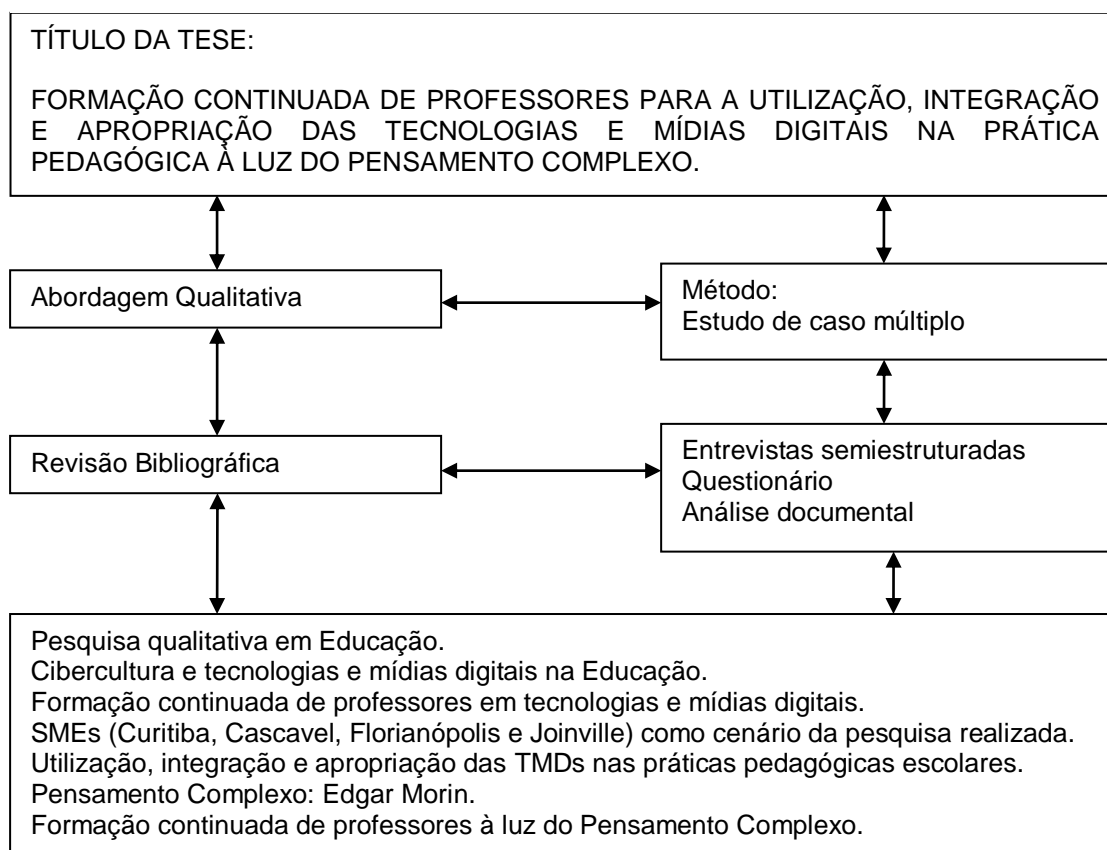 TÍTULO DA TESE:
FORMAÇÃO CONTINUADA DE PROFESSORES PARA A UTILIZAÇÃO, INTEGRAÇÃO
E APROPRIAÇÃO DAS TECNOLOGIAS E MÍDIAS DIGITAIS NA PRÁTICA
PEDAGÓGICA À LUZ DO PENSAMENTO COMPLEXO.
Abordagem Qualitativa
Método:
Estudo de caso múltiplo
Revisão Bibliográfica
Entrevistas semiestruturadas
Questionário
Análise documental
Pesquisa qualitativa em Educação.
Cibercultura e tecnologias e mídias digitais na Educação.
Formação continuada de professores em tecnologias e mídias digitais.
SMEs (Curitiba, Cascavel, Florianópolis e Joinville) como cenário da pesquisa realizada.
Utilização, integração e apropriação das TMDs nas práticas pedagógicas escolares.
Pensamento Complexo: Edgar Morin.
Formação continuada de professores à luz do Pensamento Complexo.